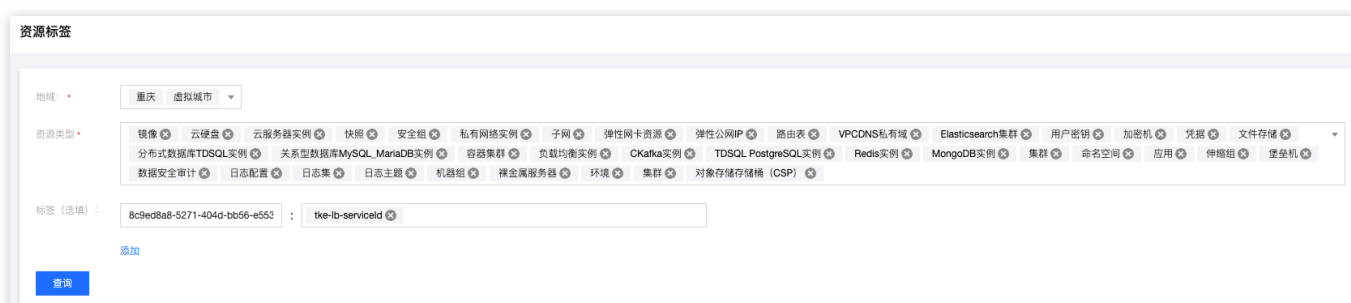 资源标签
地域: * 重庆 虚拟城市
资源类型 * 镜像 云硬盘 云服务器实例 快照 安全组 私有网络实例 子网 弹性网卡资源 弹性公网IP 路由表 VPCDNS私有域 Elasticsearch集群 用户密钥 加密机 凭据 文件存储
分布式数据库TDSQL实例 关系型数据库MySQL_MariaDB实例 容器集群 负载均衡实例 CKafka实例 TDSQL PostgreSQL实例 Redis实例 MongoDB实例 集群 命名空间 应用 伸缩组 堡垒机
数据安全审计 日志配置 日志集 日志主题 机器组 裸金属服务器 环境 集群 对象存储存储桶（CSP）
标签（选填）: 8c9ed8a8-5271-404d-bb56-e553 : tke-lb-serviceId
添加
查询